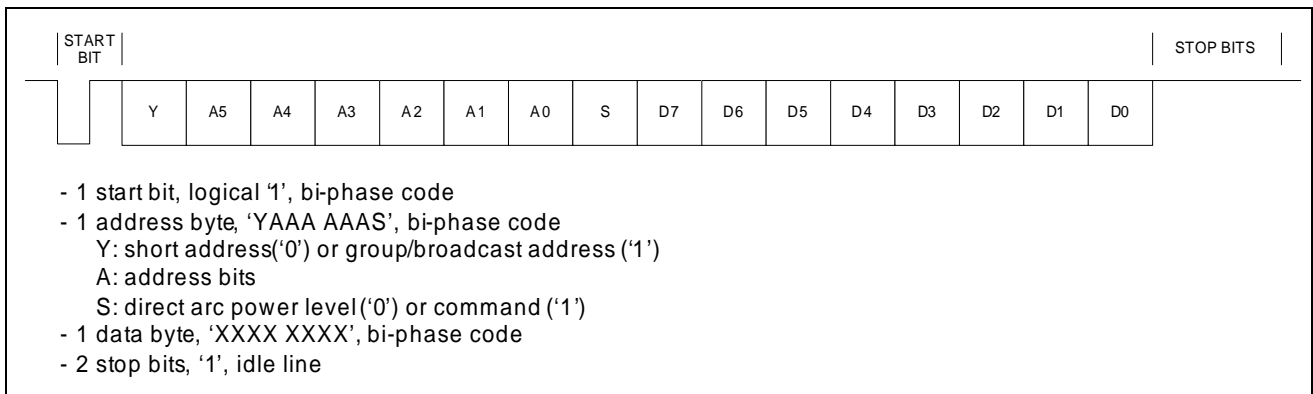 START BIT STOP BITS
Y A5 A4 A3 A2 A1 A0 S D7 D6 D5 D4 D3 D2 D1 D0
- 1 start bit, logical ‘1’, bi-phase code
- 1 address byte, ‘YAAA AAAS’, bi-phase code
Y: short address(‘0’) or group/broadcast address (‘1’)
A: address bits
S: direct arc power level (‘0’) or command (‘1’)
- 1 data byte, ‘XXXX XXXX’, bi-phase code
- 2 stop bits, ‘1’, idle line